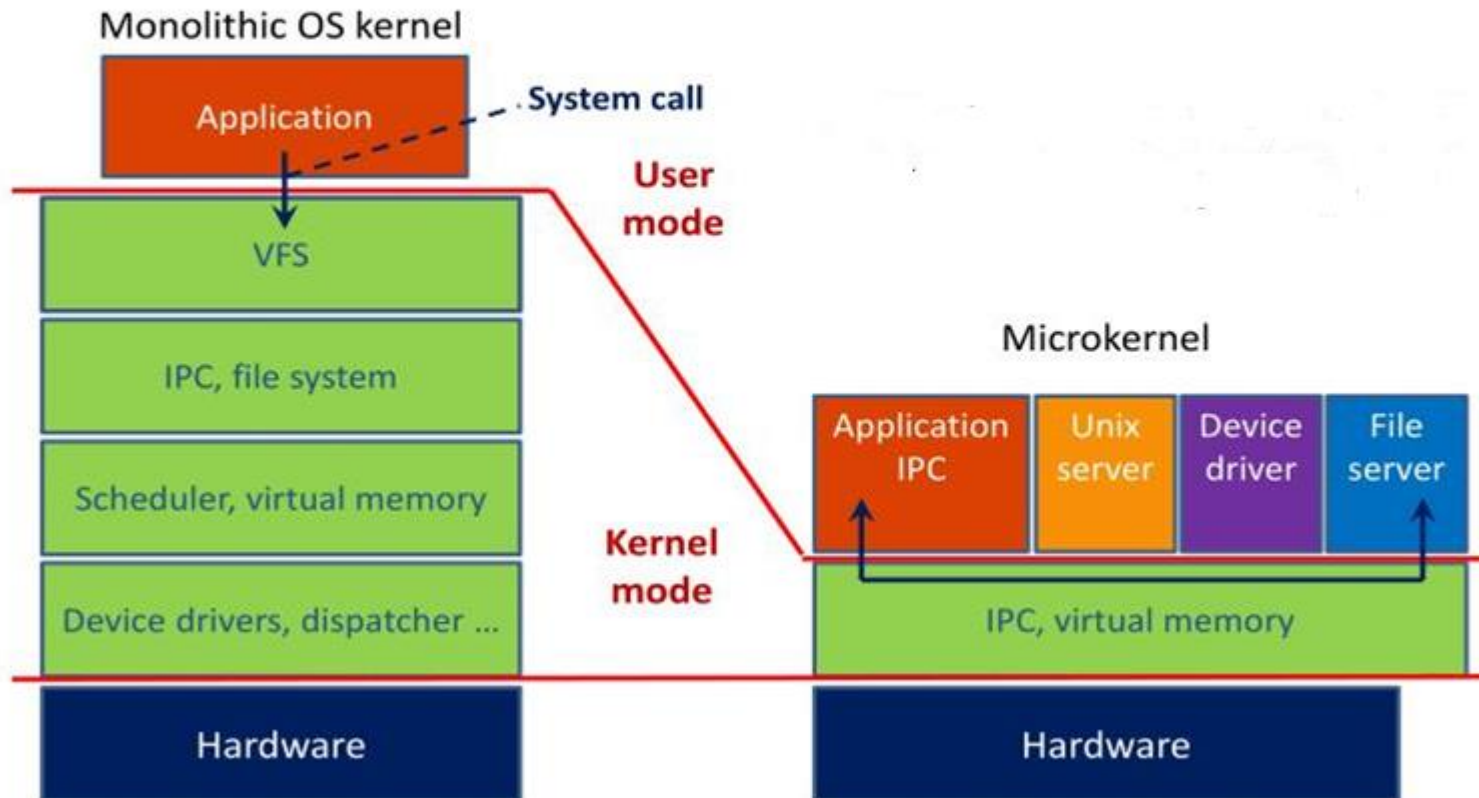 Monolithic OS kernel
Application
System call
User
mode
VFS
IPC, file system
Scheduler, virtual memory
Kernel
mode
Device drivers, dispatcher ...
Hardware
Microkernel
Application
IPC
Unix
server
Device
driver
File
server
IPC, virtual memory
Hardware